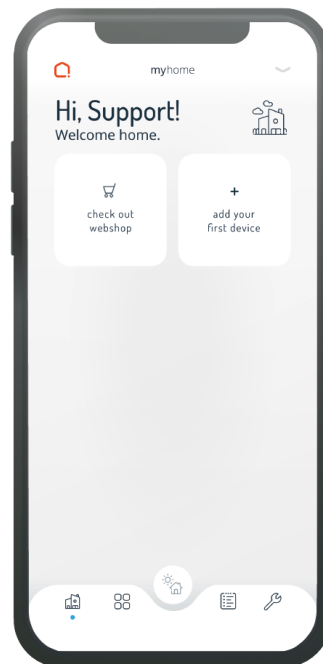 myhome
Hi, Support!
Welcome home.
check out
webshop
+
add your
first device